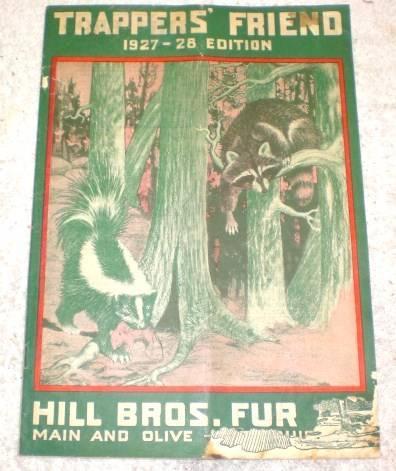 TRAPPERS' FRIEND
1927-28 EDITION
HILL BROS. FUR
MAIN AND OLIVE -